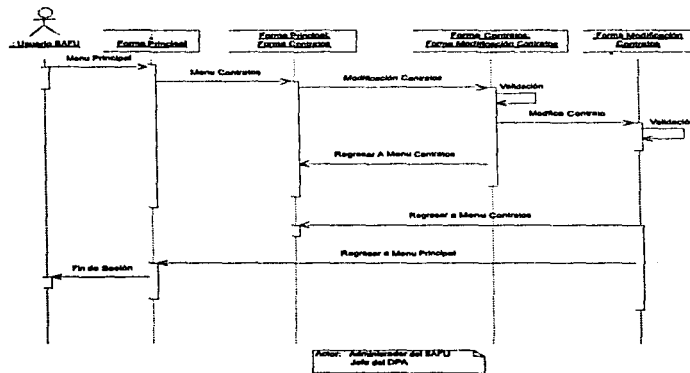 : Usuario SAFU
Forma Principal
Forma Principal:
Forma Contratos
Forma Contratos:
Forma Modificación Contratos
Forma Modificación
Contratos
Menu Principal
Menu Contratos
Modificación Contratos
Validación
Modifica Contrato
Validación
Regresar A Menu Contratos
Regresar a Menu Contratos
Regresar a Menu Principal
Fin de Sesión
Actor: Administrador del SAFU
Jefe del DPA